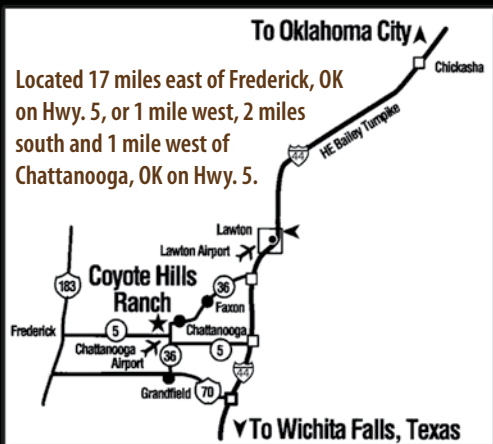 To Oklahoma City
Chickasha
Located 17 miles east of Frederick, OK
on Hwy. 5, or 1 mile west, 2 miles
south and 1 mile west of
Chattanooga, OK on Hwy. 5.
44
HE Bailey Turnpike
Lawton
Lawton Airport
183
Coyote Hills
Ranch
36
Faxon
Frederick
5
Chattanooga
Chattanooga
Airport
36
5
44
Grandfield
70
To Wichita Falls, Texas